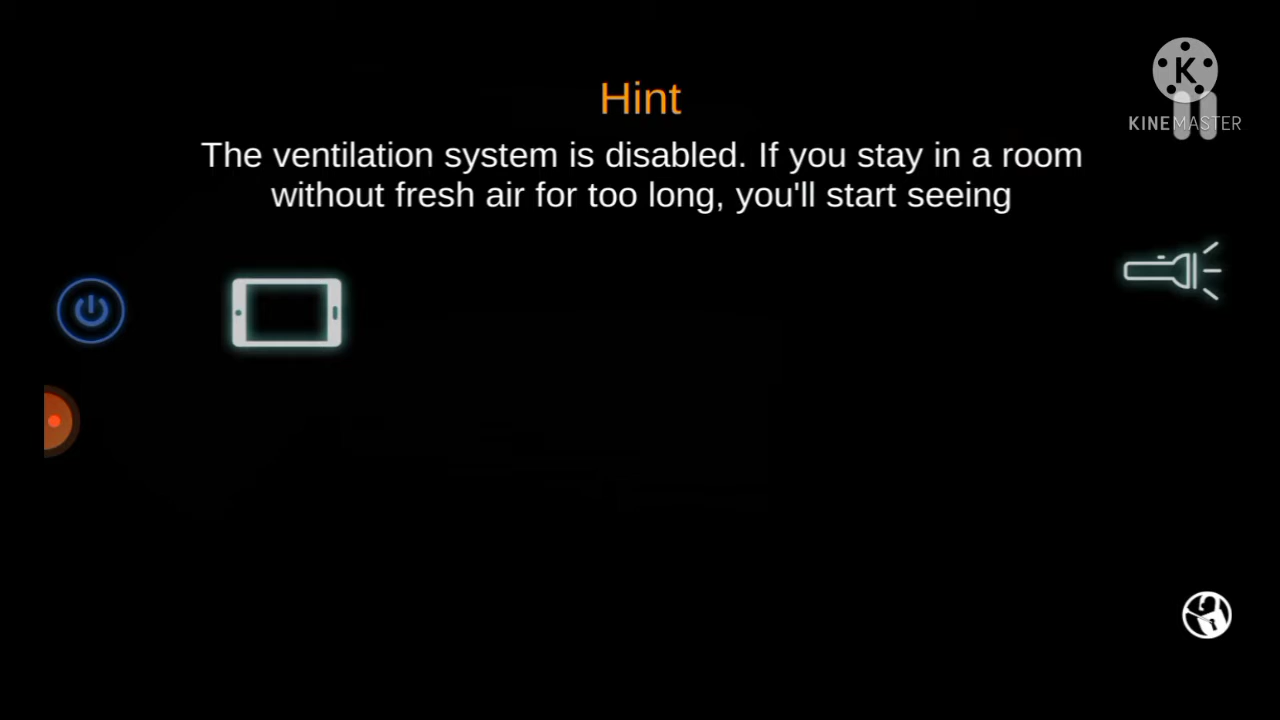 Hint
The ventilation system is disabled. If you stay in a room
without fresh air for too long, you'll start seeing
K
KINEMASTER